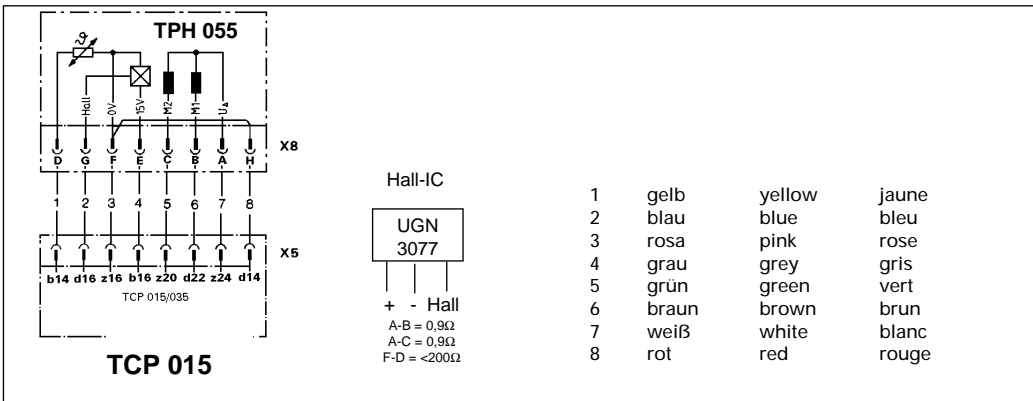 TPH 055
ϑ
Hall
0V
15V
M2
M1
U▲
D G F E C B A H
X8
1 2 3 4 5 6 7 8
X5
b14 d16 z16 b16 z20 d22 z24 d14
TCP 015/035
TCP 015
Hall-IC
UGN
3077
+ - Hall
A-B = 0,9Ω
A-C = 0,9Ω
F-D = <200Ω
1 gelb yellow jaune
2 blau blue bleu
3 rosa pink rose
4 grau grey gris
5 grün green vert
6 braun brown brun
7 weiß white blanc
8 rot red rouge